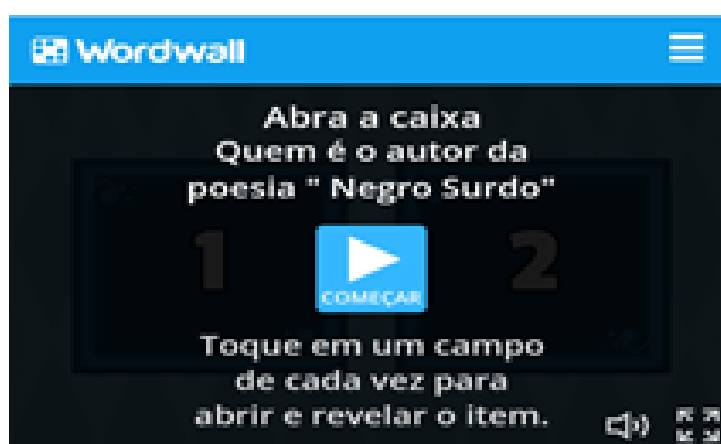 Wordwall
Abra a caixa
Quem é o autor da
poesia " Negro Surdo"
1
2
COMEÇAR
Toque em um campo
de cada vez para
abrir e revelar o item.